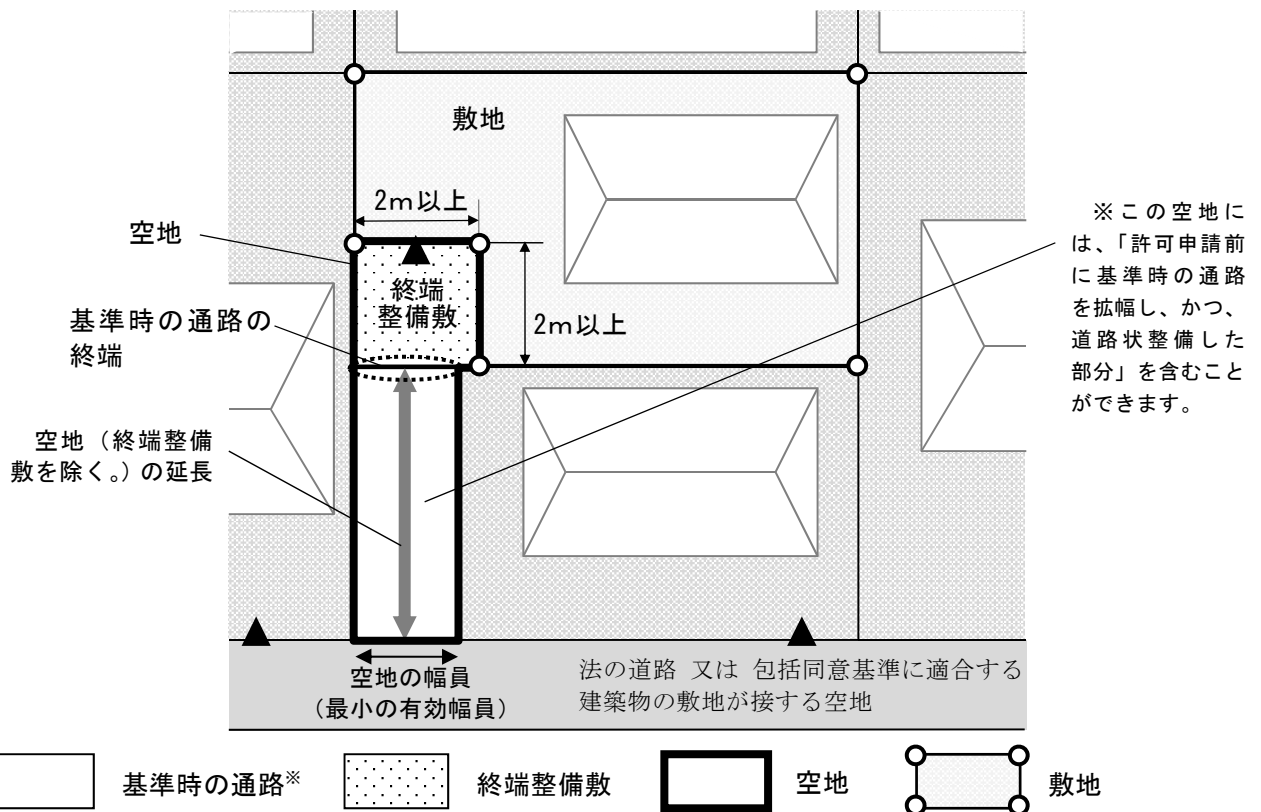 敷地
2m以上
空地
終端
整備敷
2m以上
基準時の通路の
終端
空地（終端整備
敷を除く。）の延長
※この空地に
は、「許可申請前
に基準時の通路
を拡幅し、かつ、
道路状整備した
部分」を含むこと
ができます。
空地の幅員
（最小の有効幅員）
法の道路 又は 包括同意基準に適合する
建築物の敷地が接する空地
基準時の通路※
終端整備敷
空地
敷地